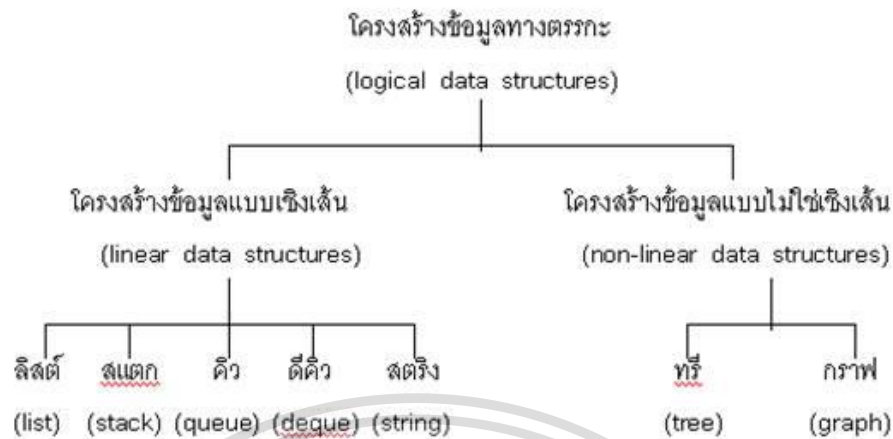 โครงสร้างข้อมูลทางตรรกะ
(logical data structures)
โครงสร้างข้อมูลแบบเชิงเส้น โครงสร้างข้อมูลแบบไม่ใช่เชิงเส้น
(linear data structures) (non-linear data structures)
ลิสต์ สแตก คิว ดีคิว สตริง ทรี กราฟ
(list) (stack) (queue) (deque) (string) (tree) (graph)